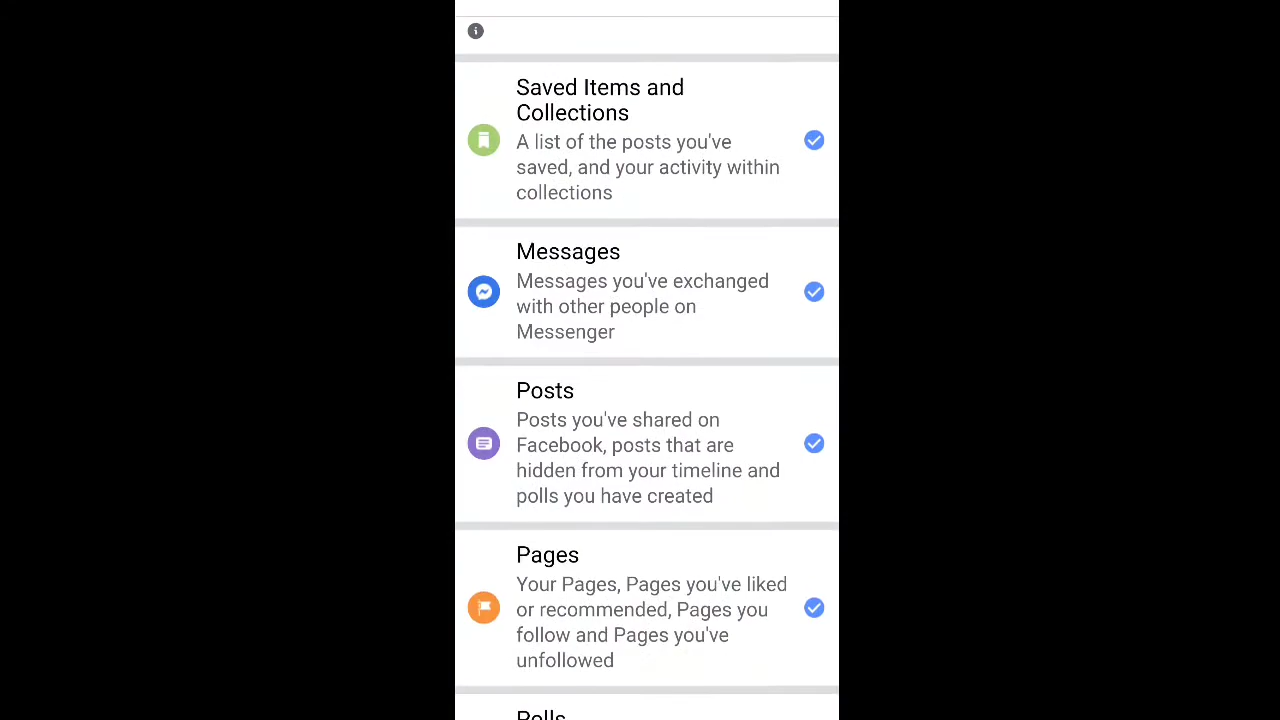 Saved Items and
Collections
A list of the posts you've
saved, and your activity within
collections
Messages
Messages you've exchanged
with other people on
Messenger
Posts
Posts you've shared on
Facebook, posts that are
hidden from your timeline and
polls you have created
Pages
Your Pages, Pages you've liked
or recommended, Pages you
follow and Pages you've
unfollowed
Polls